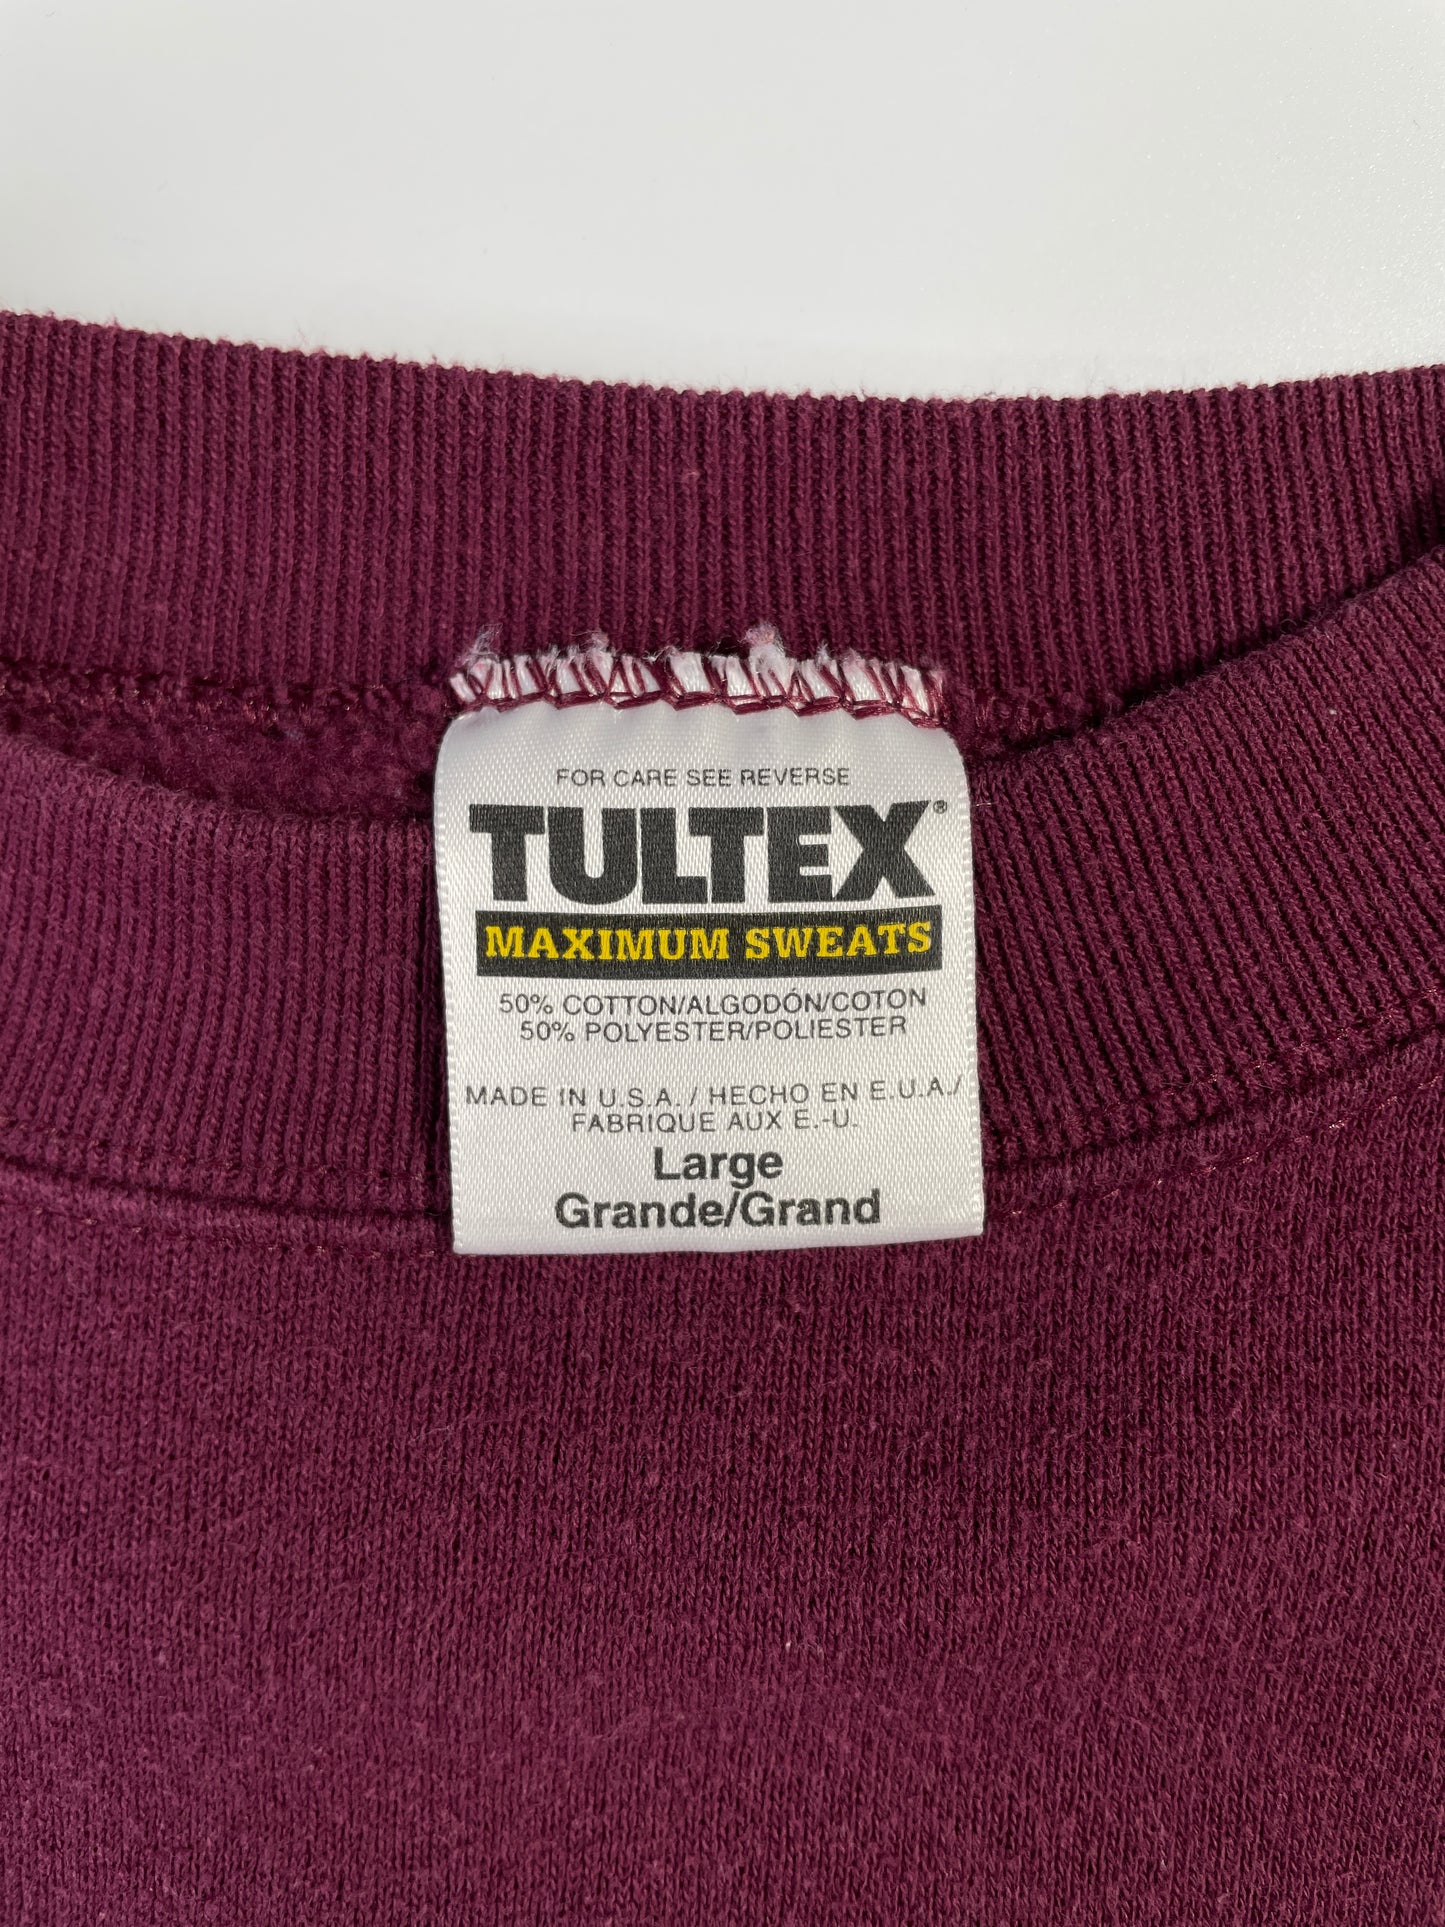 FOR CARE SEE REVERSE
TULTEX®
MAXIMUM SWEATS
50% COTTON/ALGODÓN/COTON
50% POLYESTER/POLIESTER
MADE IN U.S.A. / HECHO EN E.U.A./
FABRIQUE AUX E.-U.
Large
Grande/Grand